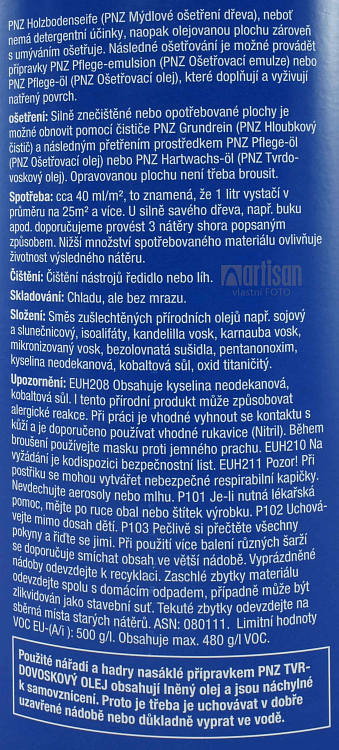 PNZ Holzbodenseife (PNZ Mýdlové ošetření dřeva), neboť
nemá detergentní účinky, naopak olejovanou plochu zároveň
s umýváním ošetřuje. Následné ošetřování je možné provádět
přípravky PNZ Pflege-emulsion (PNZ Ošetřovací emulze) nebo
PNZ Pflege-öl (PNZ Ošetřovací olej), které doplňují a vyživují
natřený povrch.
ošetření: Silně znečištěné nebo opotřebované plochy je
možné obnovit pomocí čističe PNZ Grundrein (PNZ Hloubkový
čistič) a následným přetřením prostředkem PNZ Pflege-öl
(PNZ Ošetřovací olej) nebo PNZ Hartwachs-öl (PNZ Tvrdo-
voskový olej). Opravovanou plochu není třeba brousit.
Spotřeba: cca 40 ml/m², to znamená, že 1 litr vystačí v
průměru na 25m² a více. U silně savého dřeva, např. buku
apod. doporučujeme provést 3 nátěry shora popsaným
způsobem. Nižší množství spotřebovaného materiálu ovlivňuje
životnost výsledného nátěru.
Čištění: Čištění nástrojů ředidlo nebo líh.
artisan
vlastní FOTO
Skladování: Chladu, ale bez mrazu.
Složení: Směs zušlechtěných přírodních olejů např. sojový
a slunečnicový, isoalifáty, kandelilla vosk, karnauba vosk,
mikronizovaný vosk, bezolovnatá sušidla, pentanonoxim,
kyselina neodekanová, kobaltová sůl, oxid titaničitý.
Upozornění: EUH208 Obsahuje kyselina neodekanová,
kobaltová sůl. I tento přírodní produkt může způsobovat
alergické reakce. Při práci je vhodné vyhnout se kontaktu s
kůží a je doporučeno používat vhodné rukavice (Nitril). Během
broušení používejte masku proti jemného prachu. EUH210 Na
vyžádání je kodispozici bezpečnostní list. EUH211 Pozor! Při
postřiku se mohou vytvářet nebezpečné respirabilní kapičky.
Nevdechujte aerosoly nebo mlhu. P101 Je-li nutná lékařská
pomoc, mějte po ruce obal nebo štítek výrobku. P102 Uchová-
vejte mimo dosah dětí. P103 Pečlivě si přečtěte všechny
pokyny a řiďte se jimi. Při použití více balení různých šarží
se doporučuje smíchat obsah ve větší nádobě. Vyprázdněné
nádoby odevzdejte k recyklaci. Zaschlé zbytky materiálu
odevzdejte spolu s domácím odpadem, případně může být
zlikvidován jako stavební suť. Tekuté zbytky odevzdejte na
sběrná místa starých nátěrů. ASN: 080111. Limitní hodnoty
VOC EU-(A/i ): 500 g/l. Obsahuje max. 480 g/l VOC.
Použité nářadí a hadry nasáklé přípravkem PNZ TVR-
DOVOSKOVÝ OLEJ obsahují lněný olej a jsou náchylné
k samovznícení. Proto je třeba je uchovávat v dobře
uzavřené nádobě nebo důkladně vyprat ve vodě.